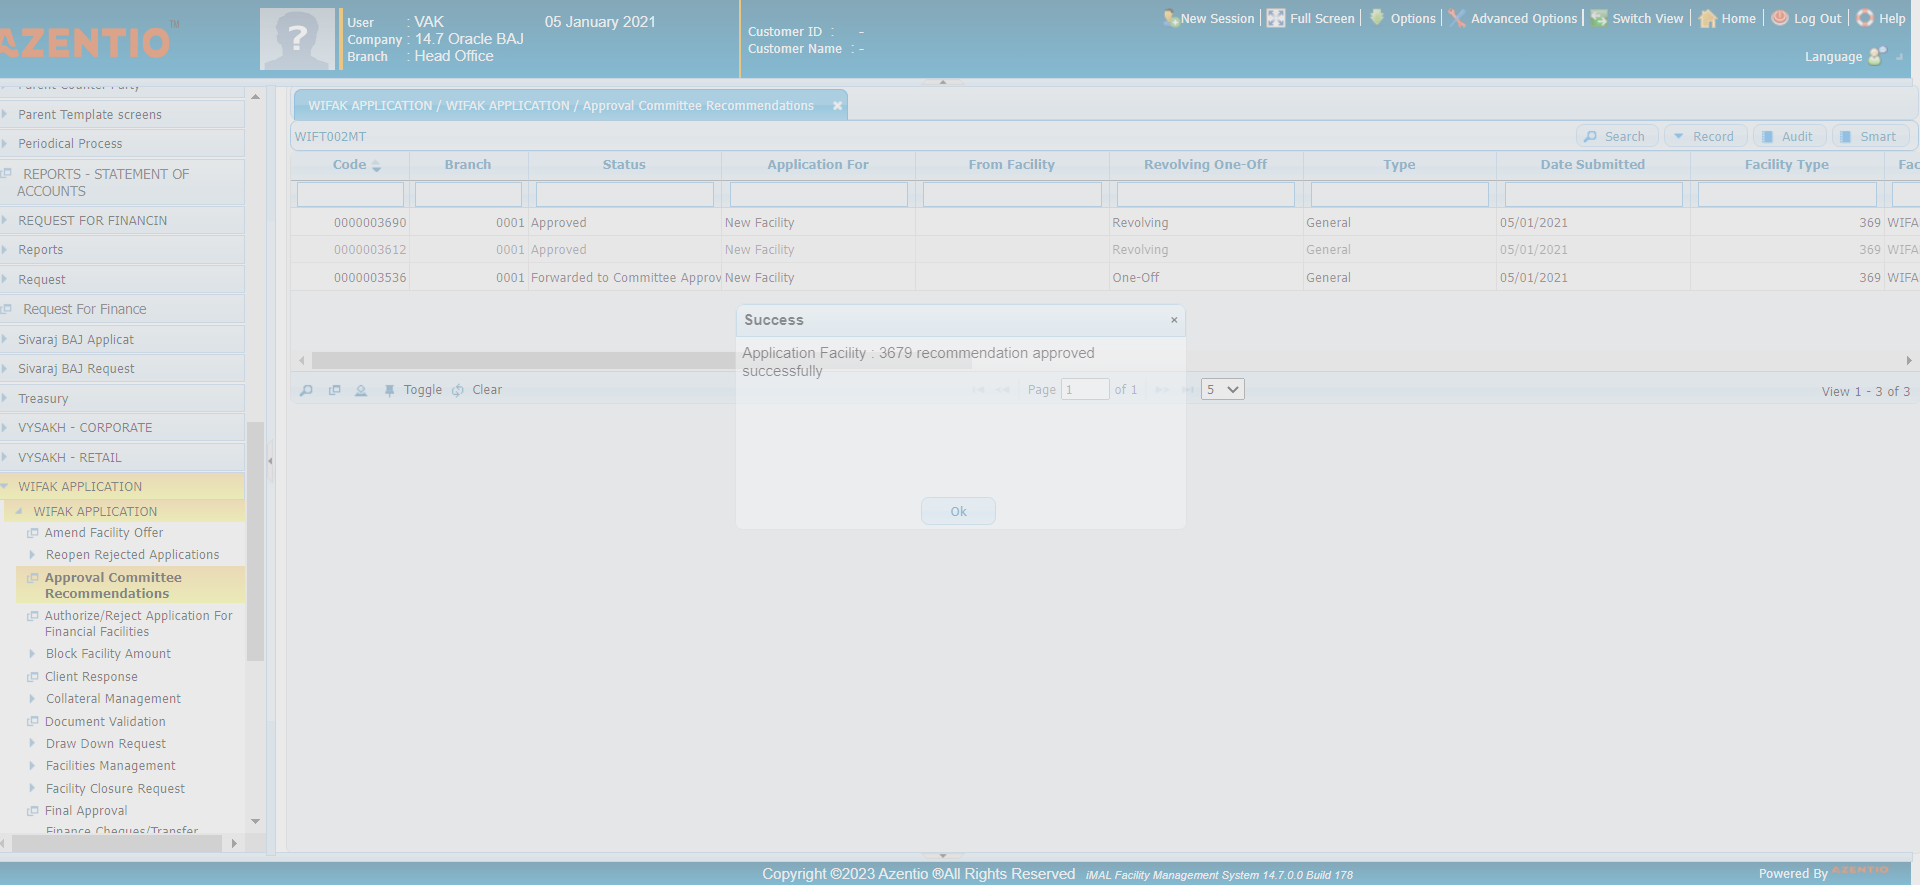 AZENTIO TM
User : VAK 05 January 2021
Company : 14.7 Oracle BAJ
Branch : Head Office
Customer ID : -
Customer Name : -
New Session Full Screen Options Advanced Options Switch View Home Log Out Help
Language
Parent Counter Party
Parent Template screens
Periodical Process
REPORTS - STATEMENT OF
ACCOUNTS
REQUEST FOR FINANCIN
Reports
Request
Request For Finance
Sivaraj BAJ Applicat
Sivaraj BAJ Request
Treasury
VYSAKH - CORPORATE
VYSAKH - RETAIL
WIFAK APPLICATION
WIFAK APPLICATION
Amend Facility Offer
Reopen Rejected Applications
Approval Committee
Recommendations
Authorize/Reject Application For
Financial Facilities
Block Facility Amount
Client Response
Collateral Management
Document Validation
Draw Down Request
Facilities Management
Facility Closure Request
Final Approval
Finance Cheques/Transfer
WIFAK APPLICATION / WIFAK APPLICATION / Approval Committee Recommendations
WIFT002MT
Search Record Audit Smart
Code Branch Status Application For From Facility Revolving One-Off Type Date Submitted Facility Type Fac
0000003690 0001 Approved New Facility Revolving General 05/01/2021 369 WIFA
0000003612 0001 Approved New Facility Revolving General 05/01/2021 369 WIFA
0000003536 0001 Forwarded to Committee Approv New Facility One-Off General 05/01/2021 369 WIFA
Success ×
Application Facility : 3679 recommendation approved
successfully
Ok
Toggle Clear Page 1 of 1 5 View 1 - 3 of 3
Copyright ©2023 Azentio ®All Rights Reserved iMAL Facility Management System 14.7.0.0 Build 178
Powered By AZENTIO